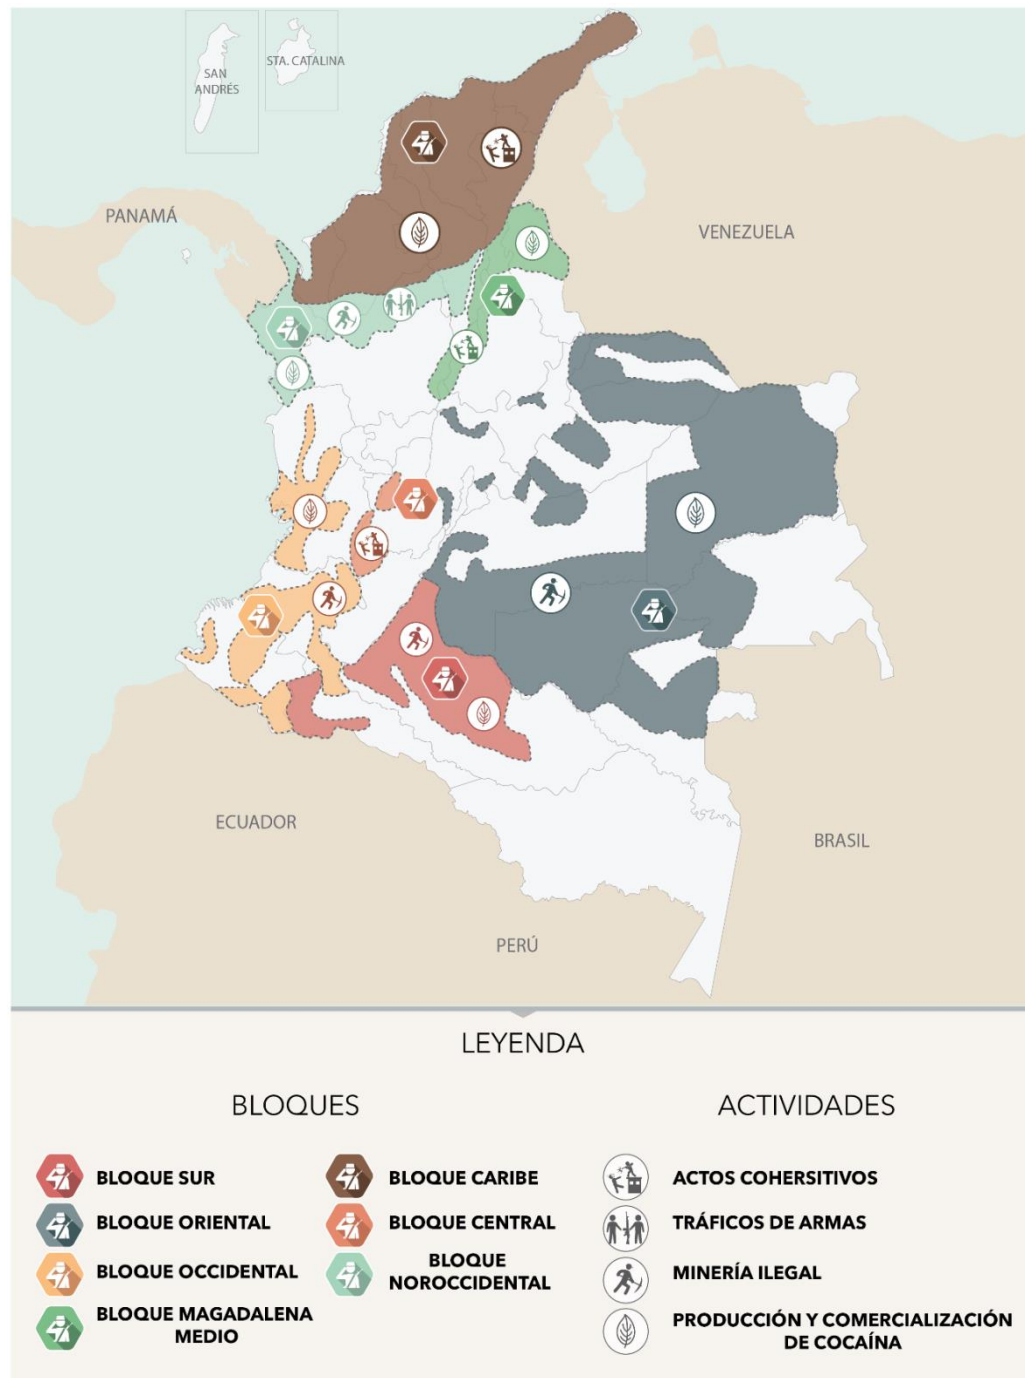 SAN
ANDRÉS
STA. CATALINA
PANAMÁ
VENEZUELA
ECUADOR
BRASIL
PERÚ
LEYENDA
BLOQUES
BLOQUE SUR
BLOQUE ORIENTAL
BLOQUE OCCIDENTAL
BLOQUE MAGADALENA
MEDIO
BLOQUE CARIBE
BLOQUE CENTRAL
BLOQUE
NOROCCIDENTAL
ACTIVIDADES
ACTOS COHERSITIVOS
TRÁFICOS DE ARMAS
MINERÍA ILEGAL
PRODUCCIÓN Y COMERCIALIZACIÓN
DE COCAÍNA